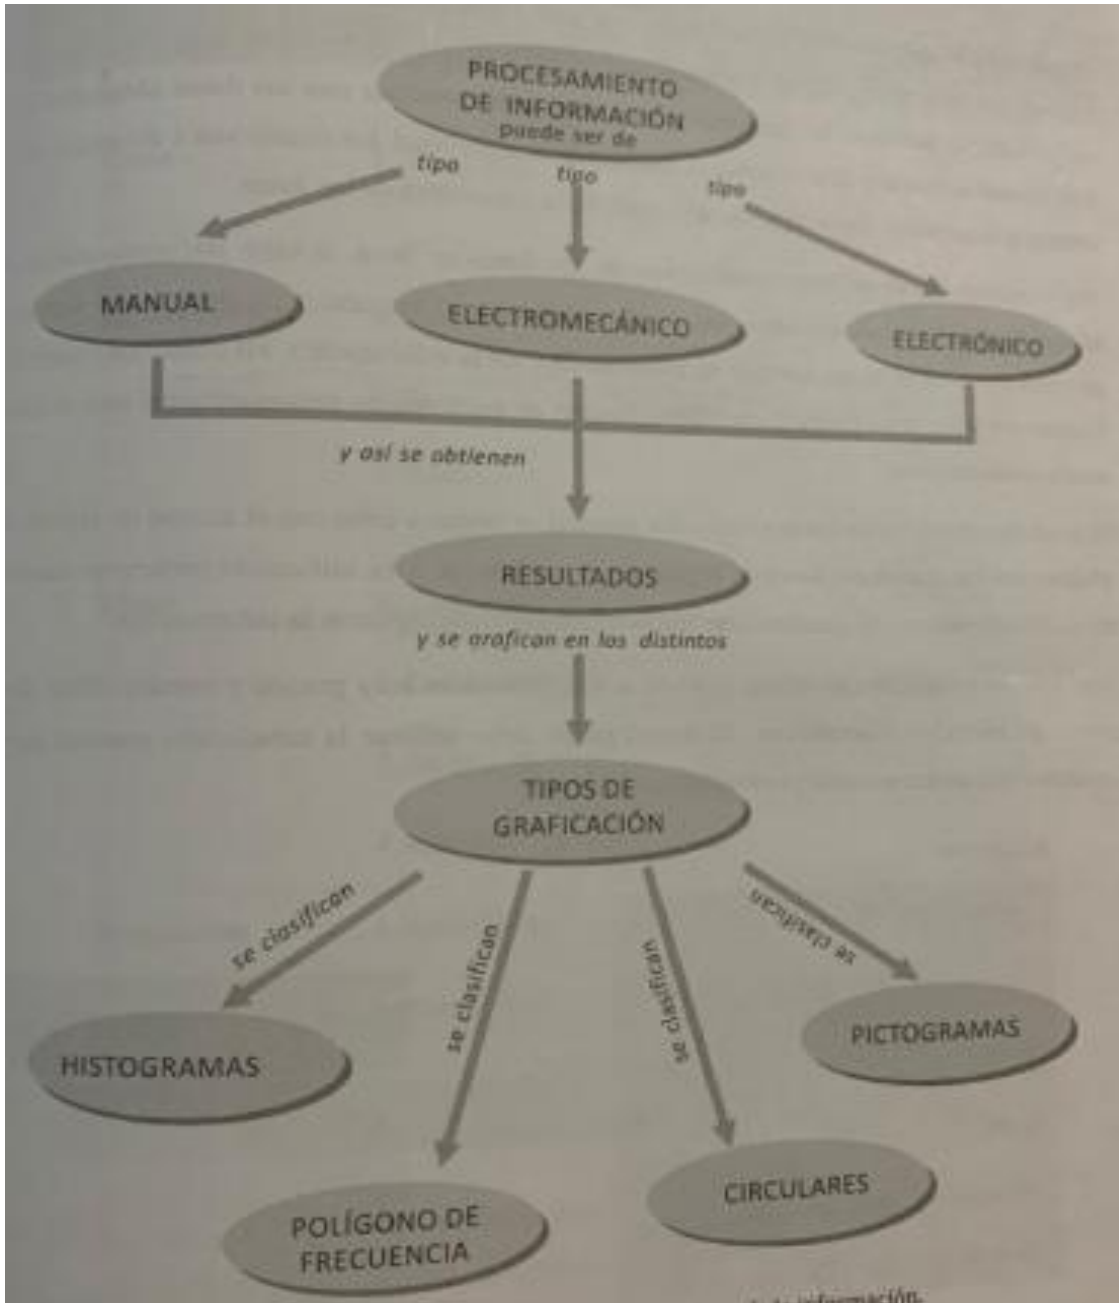 PROCESAMIENTO
DE INFORMACIÓN
puede ser de
tipo
tipo
tipo
MANUAL
ELECTROMECÁNICO
ELECTRÓNICO
y así se obtienen
RESULTADOS
y se grafican en los distintos
TIPOS DE
GRAFICACIÓN
se clasifican
se clasifican
se clasifican
se clasifican
HISTOGRAMAS
PICTOGRAMAS
CIRCULARES
POLÍGONO DE
FRECUENCIA
información.